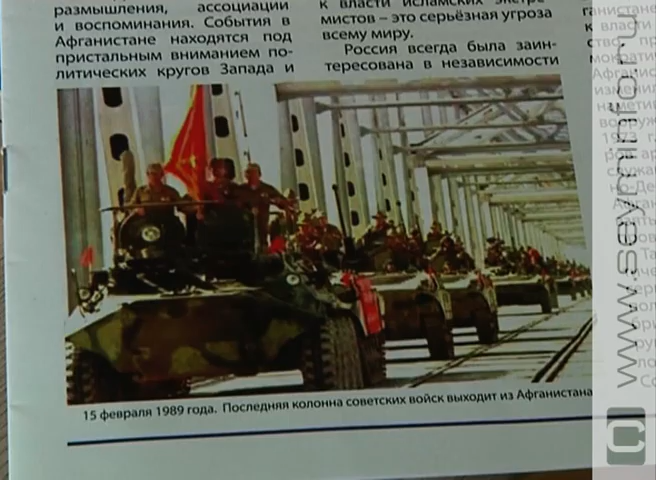 размышления, ассоциации
и воспоминания. События в
Афганистане находятся под
пристальным вниманием по-
литических кругов Запада и
к власти исламских экстре-
мистов – это серьёзная угроза
всему миру.
Россия всегда была заин-
тересована в независимости
15 февраля 1989 года. Последняя колонна советских войск выходит из Афганистана
www.severinform.ru